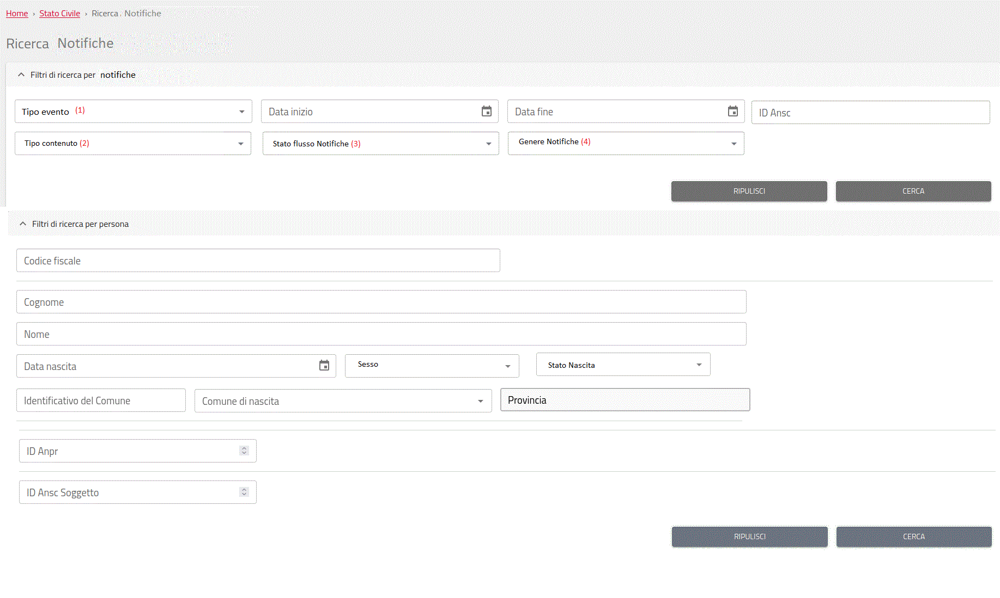 Home › Stato Civile › Ricerca . Notifiche
Ricerca Notifiche
Filtri di ricerca per notifiche
Tipo evento (1)
Data inizio
Data fine
ID Ansc
Tipo contenuto (2)
Stato flusso Notifiche (3)
Genere Notifiche (4)
RIPULISCI
CERCA
Filtri di ricerca per persona
Codice fiscale
Cognome
Nome
Data nascita
Sesso
Stato Nascita
Identificativo del Comune
Comune di nascita
Provincia
ID Anpr
ID Ansc Soggetto
RIPULISCI
CERCA